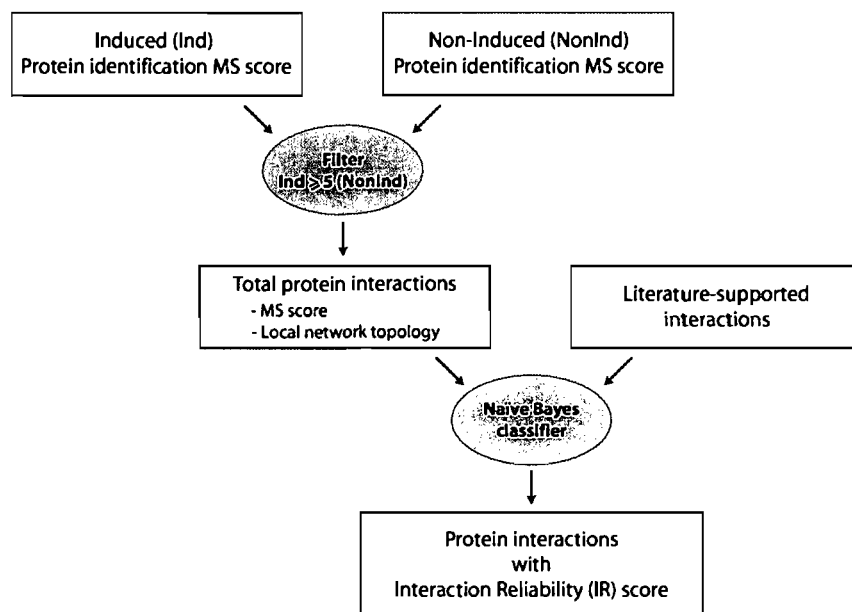 Induced (Ind)
Protein identification MS score
Non-Induced (NonInd)
Protein identification MS score
Filter
Ind ⩾ 5 (NonInd)
Total protein interactions
- MS score
- Local network topology
Literature-supported
interactions
Naïve Bayes
classifier
Protein interactions
with
Interaction Reliability (IR) score